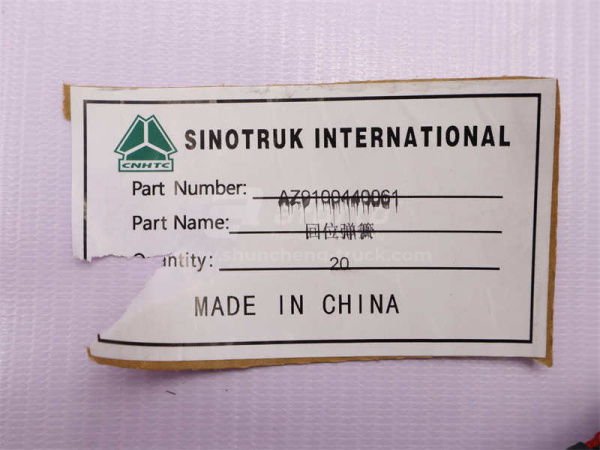 CNHTC
SINOTRUK INTERNATIONAL
Part Number: AZ9100440061
Part Name: 回位弹簧
ntity: 20
MADE IN CHINA